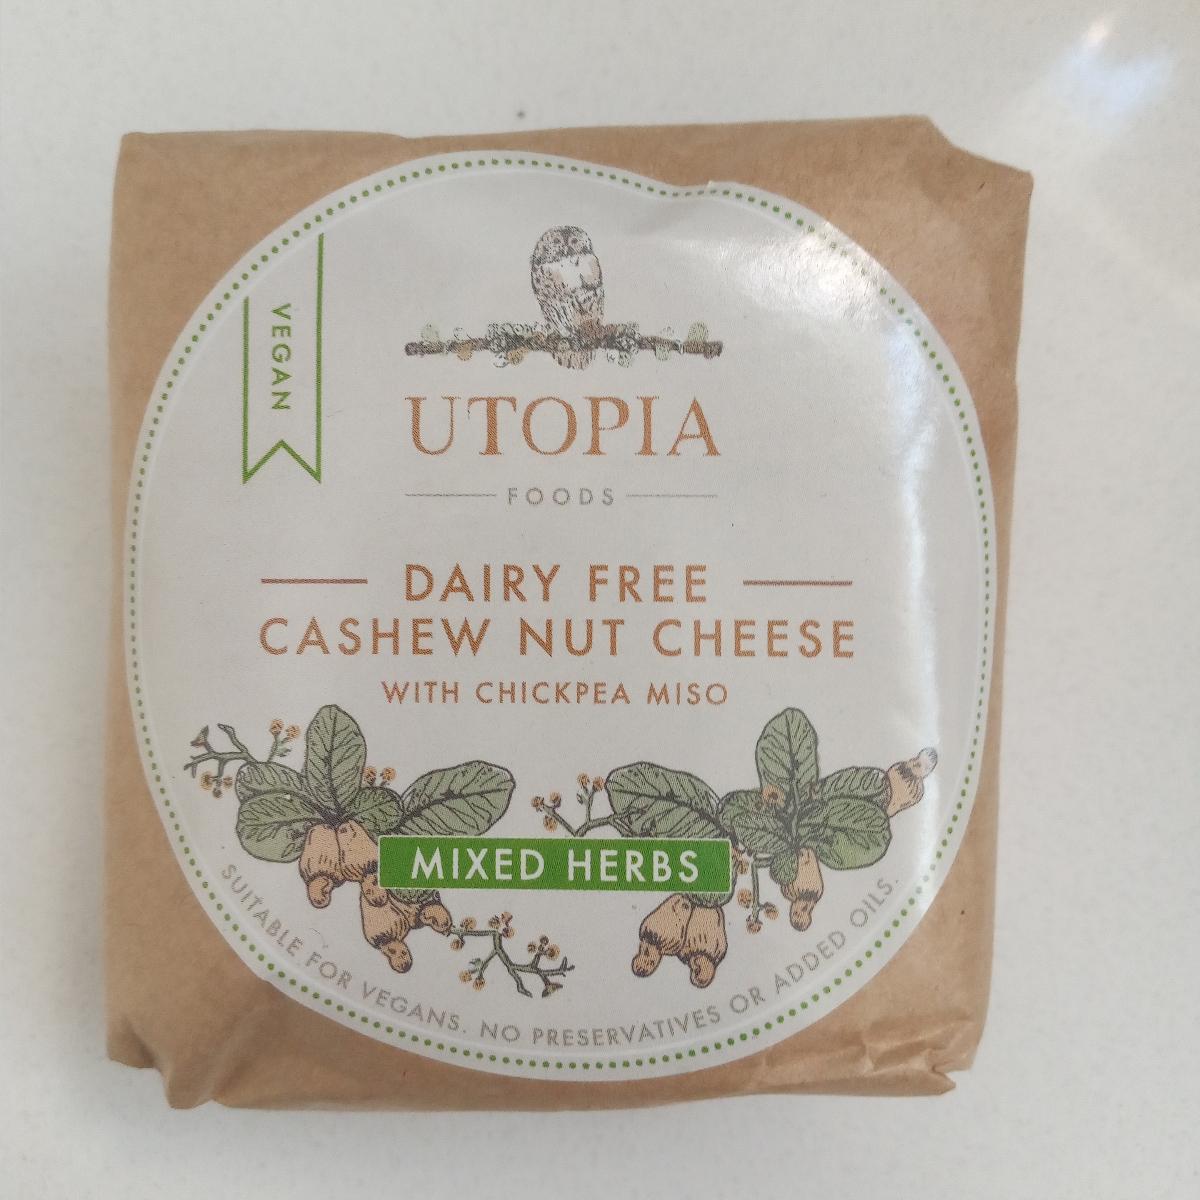 VEGAN
UTOPIA
FOODS
DAIRY FREE
CASHEW NUT CHEESE
WITH CHICKPEA MISO
MIXED HERBS
SUITABLE FOR VEGANS. NO PRESERVATIVES OR ADDED OILS.